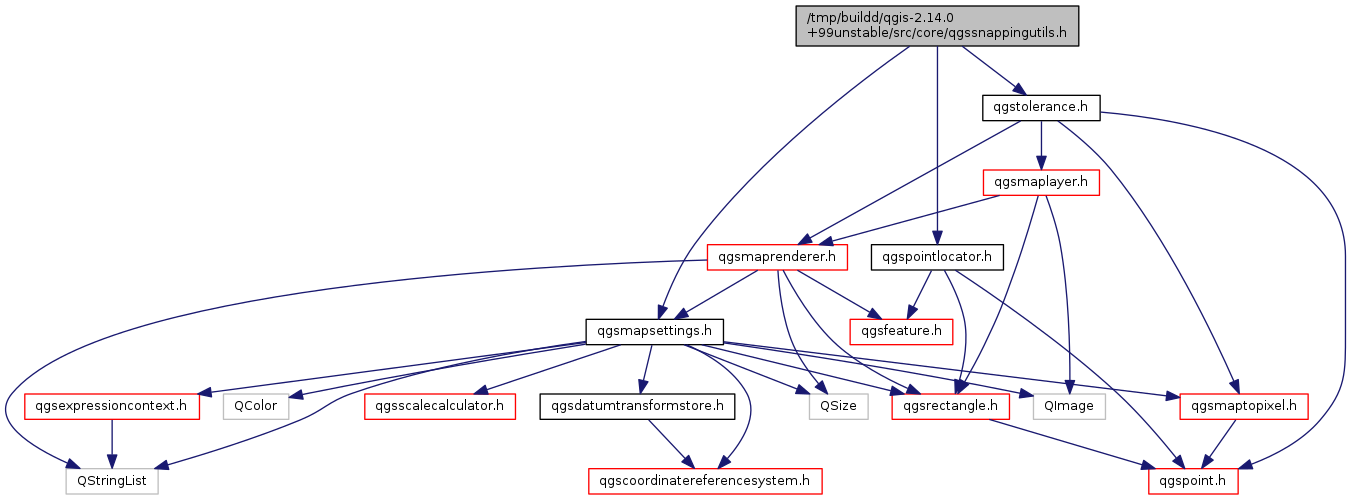 /tmp/buildd/qgis-2.14.0
+99unstable/src/core/qgssnappingutils.h
qgstolerance.h
qgsmaplayer.h
qgsmaprenderer.h
qgspointlocator.h
qgsmapsettings.h
qgsfeature.h
qgsexpressioncontext.h
QColor
qgsscalecalculator.h
qgsdatumtransformstore.h
QSize
qgsrectangle.h
QImage
qgsmaptopixel.h
QStringList
qgscoordinatereferencesystem.h
qgspoint.h